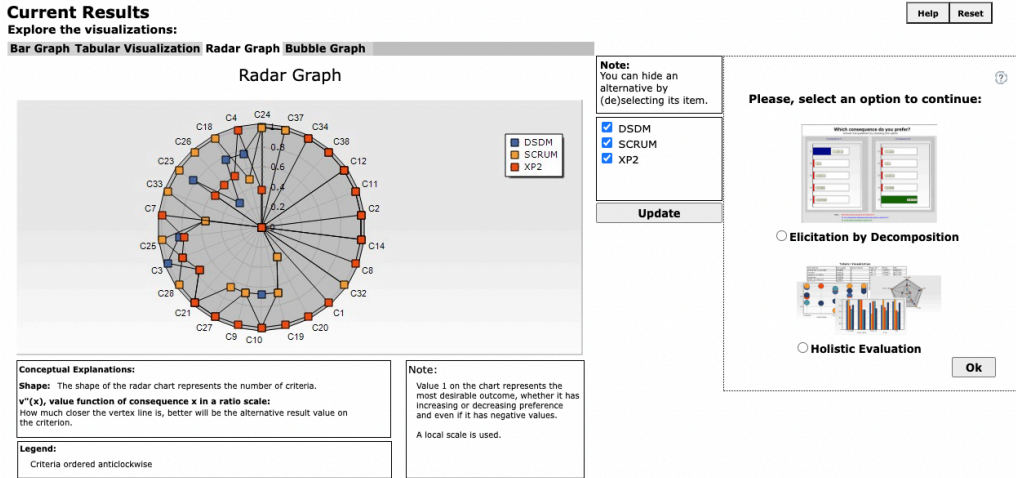 Current Results
Explore the visualizations:
Help
Reset
Bar Graph Tabular Visualization Radar Graph Bubble Graph
Radar Graph
C24
C37
C34
C38
C12
C11
C2
C14
C8
C32
C1
C20
C19
C10
C9
C27
C21
C28
C3
C25
C7
C33
C23
C26
C18
C4
1
0.8
0.6
0.4
0.2
0
DSDM
SCRUM
XP2
Note:
You can hide an
alternative by
(de)selecting its item.
DSDM
SCRUM
XP2
Update
?
Please, select an option to continue:
Which consequence do you prefer?
Elicitation by Decomposition
Tabular Visualization
Holistic Evaluation
Ok
Conceptual Explanations:
Shape: The shape of the radar chart represents the number of criteria.
v"(x), value function of consequence x in a ratio scale:
How much closer the vertex line is, better will be the alternative result value on
the criterion.
Legend:
Criteria ordered anticlockwise
Note:
Value 1 on the chart represents the
most desirable outcome, whether it has
increasing or decreasing preference
and even if it has negative values.
A local scale is used.